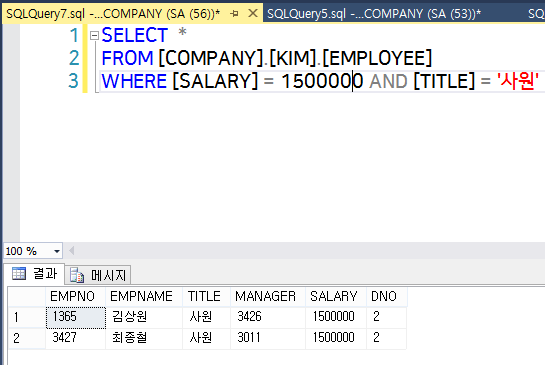 SQLQuery7.sql -...COMPANY (SA (56))* SQLQuery5.sql -...COMPANY (SA (53))* SQ
1 SELECT *
2 FROM [COMPANY].[KIM].[EMPLOYEE]
3 WHERE [SALARY] = 1500000 AND [TITLE] = '사원'
100 %
결과 메시지
EMPNO EMPNAME TITLE MANAGER SALARY DNO
1 1365 김상원 사원 3426 1500000 2
2 3427 최종철 사원 3011 1500000 2